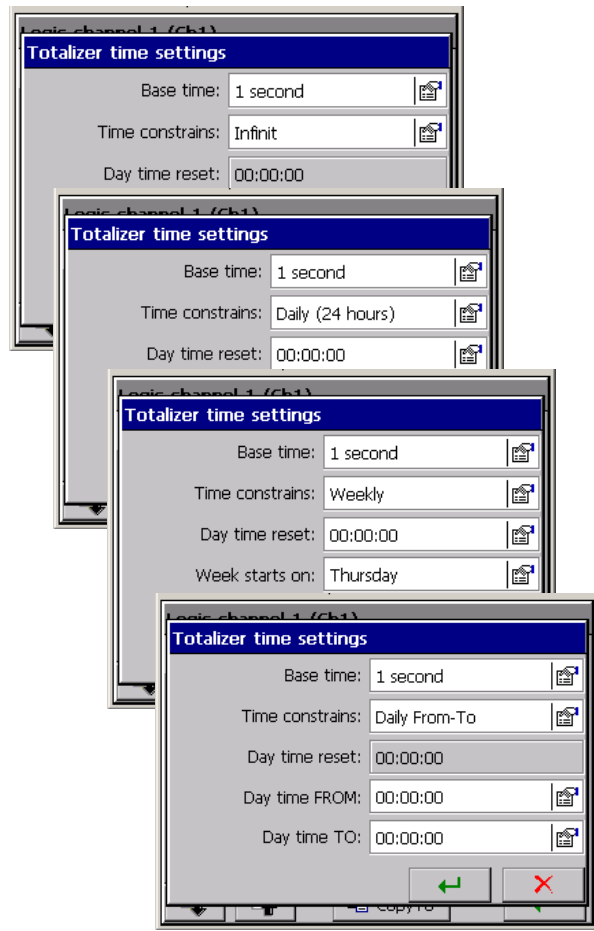 Logic channel 1 (Ch1)
Totalizer time settings
Base time: 1 second
Time constrains: Infinit
Day time reset: 00:00:00
Logic channel 1 (Ch1)
Totalizer time settings
Base time: 1 second
Time constrains: Daily (24 hours)
Day time reset: 00:00:00
Logic channel 1 (Ch1)
Totalizer time settings
Base time: 1 second
Time constrains: Weekly
Day time reset: 00:00:00
Week starts on: Thursday
Logic channel 1 (Ch1)
Totalizer time settings
Base time: 1 second
Time constrains: Daily From-To
Day time reset: 00:00:00
Day time FROM: 00:00:00
Day time TO: 00:00:00
Copy To